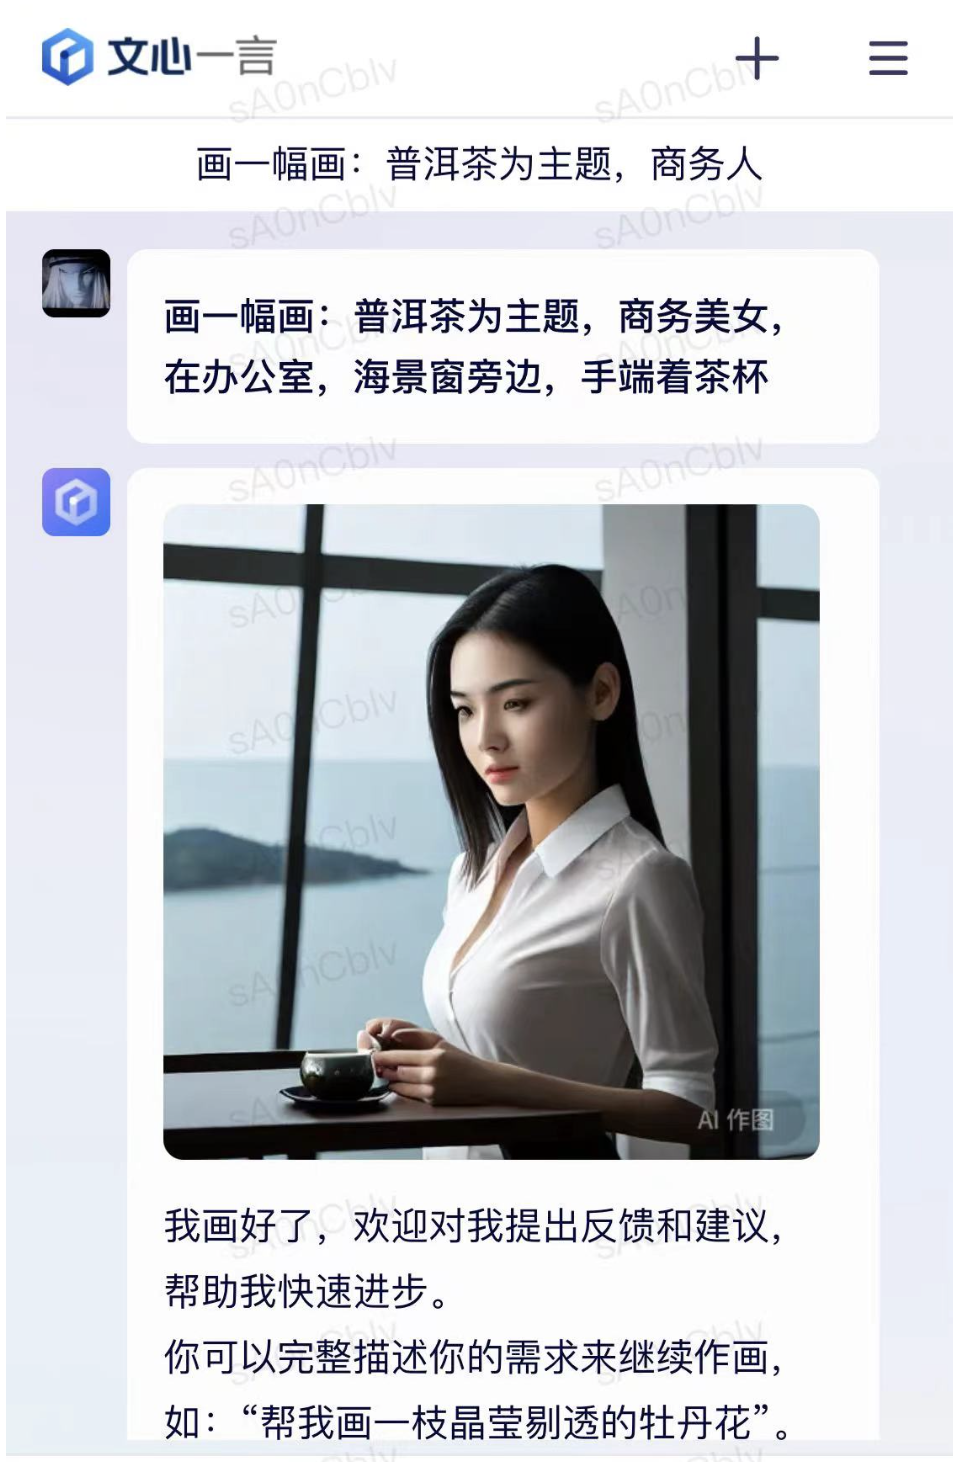 文心一言
画一幅画：普洱茶为主题，商务人
画一幅画：普洱茶为主题，商务美女，
在办公室，海景窗旁边，手端着茶杯
AI 作图
我画好了，欢迎对我提出反馈和建议，
帮助我快速进步。
你可以完整描述你的需求来继续作画，
如：“帮我画一枝晶莹剔透的牡丹花”。
sA0nCblv